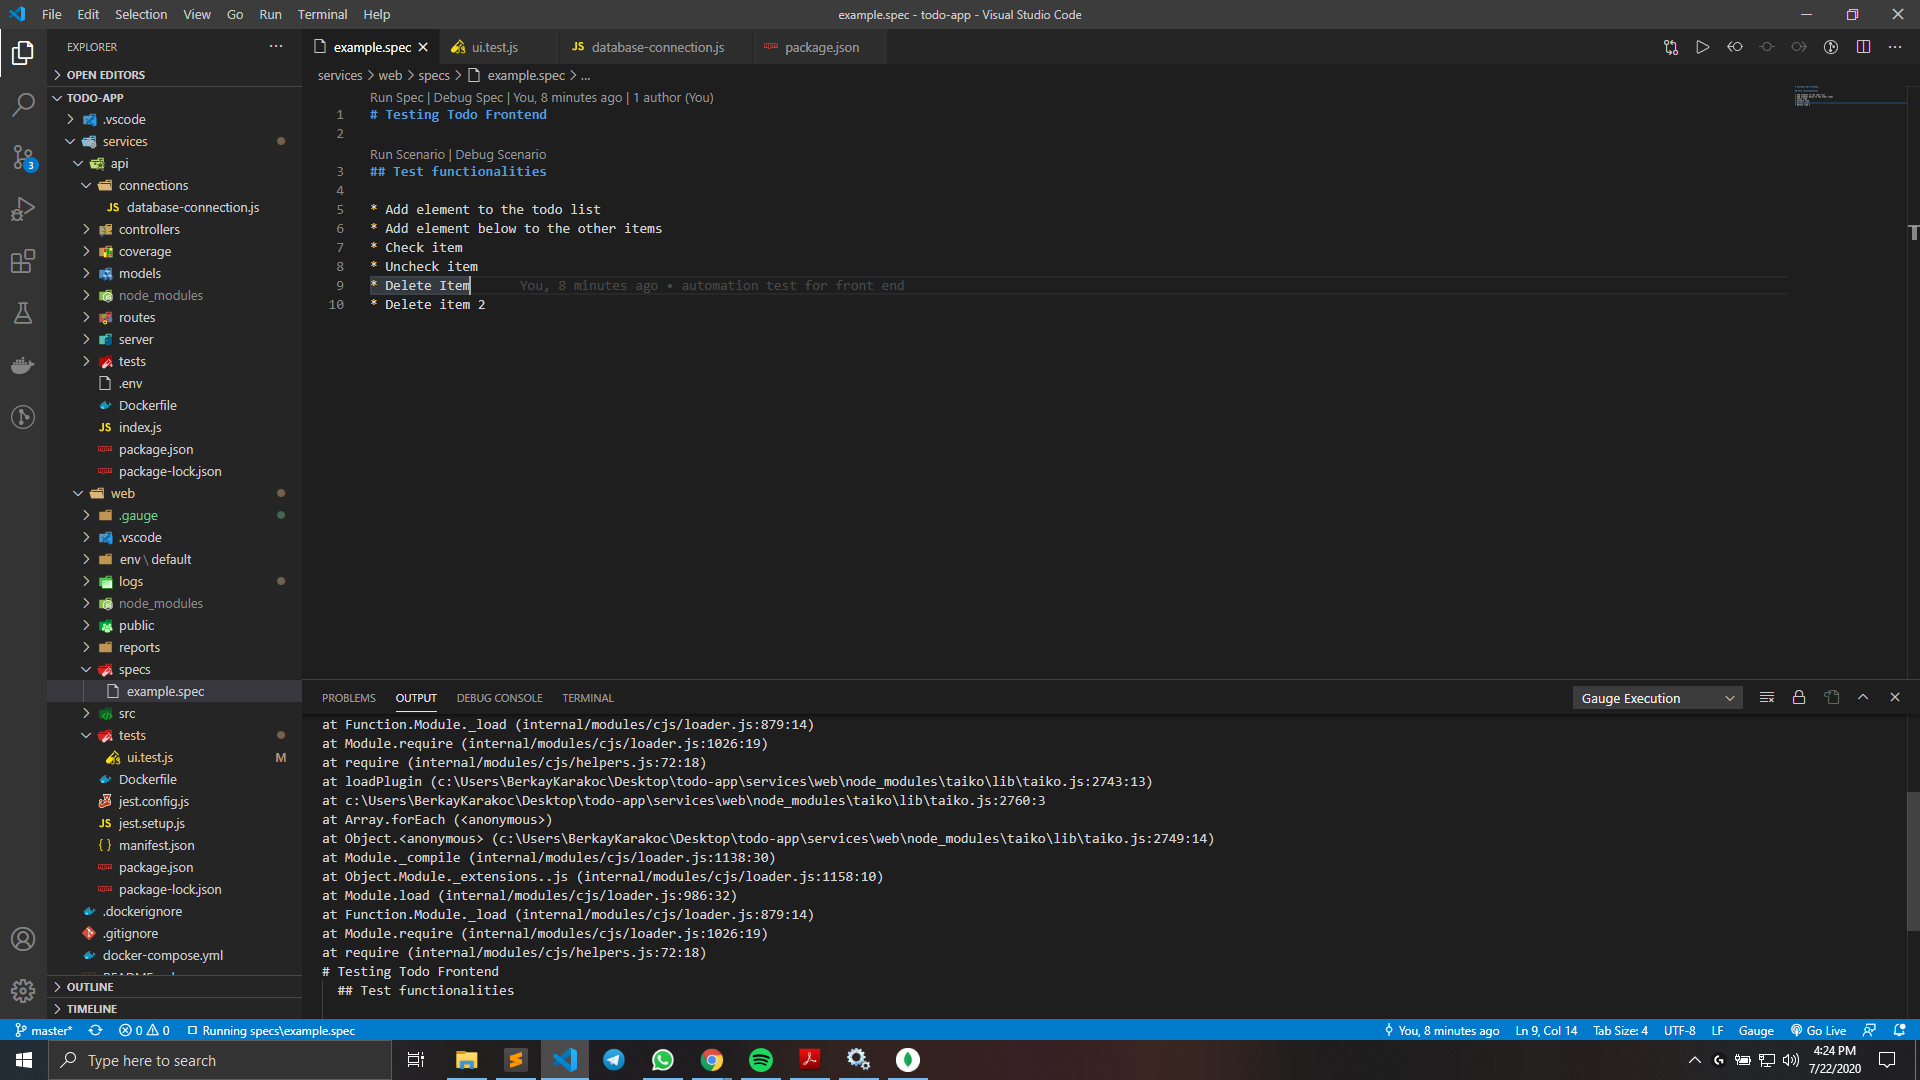 File Edit Selection View Go Run Terminal Help
example.spec - todo-app - Visual Studio Code
EXPLORER
OPEN EDITORS
TODO-APP
.vscode
services
api
connections
JS database-connection.js
controllers
coverage
models
node_modules
routes
server
tests
.env
Dockerfile
JS index.js
package.json
package-lock.json
web
.gauge
.vscode
env \ default
logs
node_modules
public
reports
specs
example.spec
src
tests
ui.test.js M
Dockerfile
jest.config.js
JS jest.setup.js
{ } manifest.json
package.json
package-lock.json
.dockerignore
.gitignore
docker-compose.yml
OUTLINE
TIMELINE
3
example.spec ui.test.js JS database-connection.js package.json
services > web > specs > example.spec > ...
Run Spec | Debug Spec | You, 8 minutes ago | 1 author (You)
1 # Testing Todo Frontend
2
Run Scenario | Debug Scenario
3 ## Test functionalities
4
5 * Add element to the todo list
6 * Add element below to the other items
7 * Check item
8 * Uncheck item
9 * Delete Item You, 8 minutes ago • automation test for front end
10 * Delete item 2
PROBLEMS OUTPUT DEBUG CONSOLE TERMINAL
Gauge Execution
at Function.Module._load (internal/modules/cjs/loader.js:879:14)
at Module.require (internal/modules/cjs/loader.js:1026:19)
at require (internal/modules/cjs/helpers.js:72:18)
at loadPlugin (c:\Users\BerkayKarakoc\Desktop\todo-app\services\web\node_modules\taiko\lib\taiko.js:2743:13)
at c:\Users\BerkayKarakoc\Desktop\todo-app\services\web\node_modules\taiko\lib\taiko.js:2760:3
at Array.forEach (<anonymous>)
at Object.<anonymous> (c:\Users\BerkayKarakoc\Desktop\todo-app\services\web\node_modules\taiko\lib\taiko.js:2749:14)
at Module._compile (internal/modules/cjs/loader.js:1138:30)
at Object.Module._extensions..js (internal/modules/cjs/loader.js:1158:10)
at Module.load (internal/modules/cjs/loader.js:986:32)
at Function.Module._load (internal/modules/cjs/loader.js:879:14)
at Module.require (internal/modules/cjs/loader.js:1026:19)
at require (internal/modules/cjs/helpers.js:72:18)
# Testing Todo Frontend
## Test functionalities
master* 0 0 Running specs\example.spec
You, 8 minutes ago Ln 9, Col 14 Tab Size: 4 UTF-8 LF Gauge Go Live
Type here to search
4:24 PM
7/22/2020